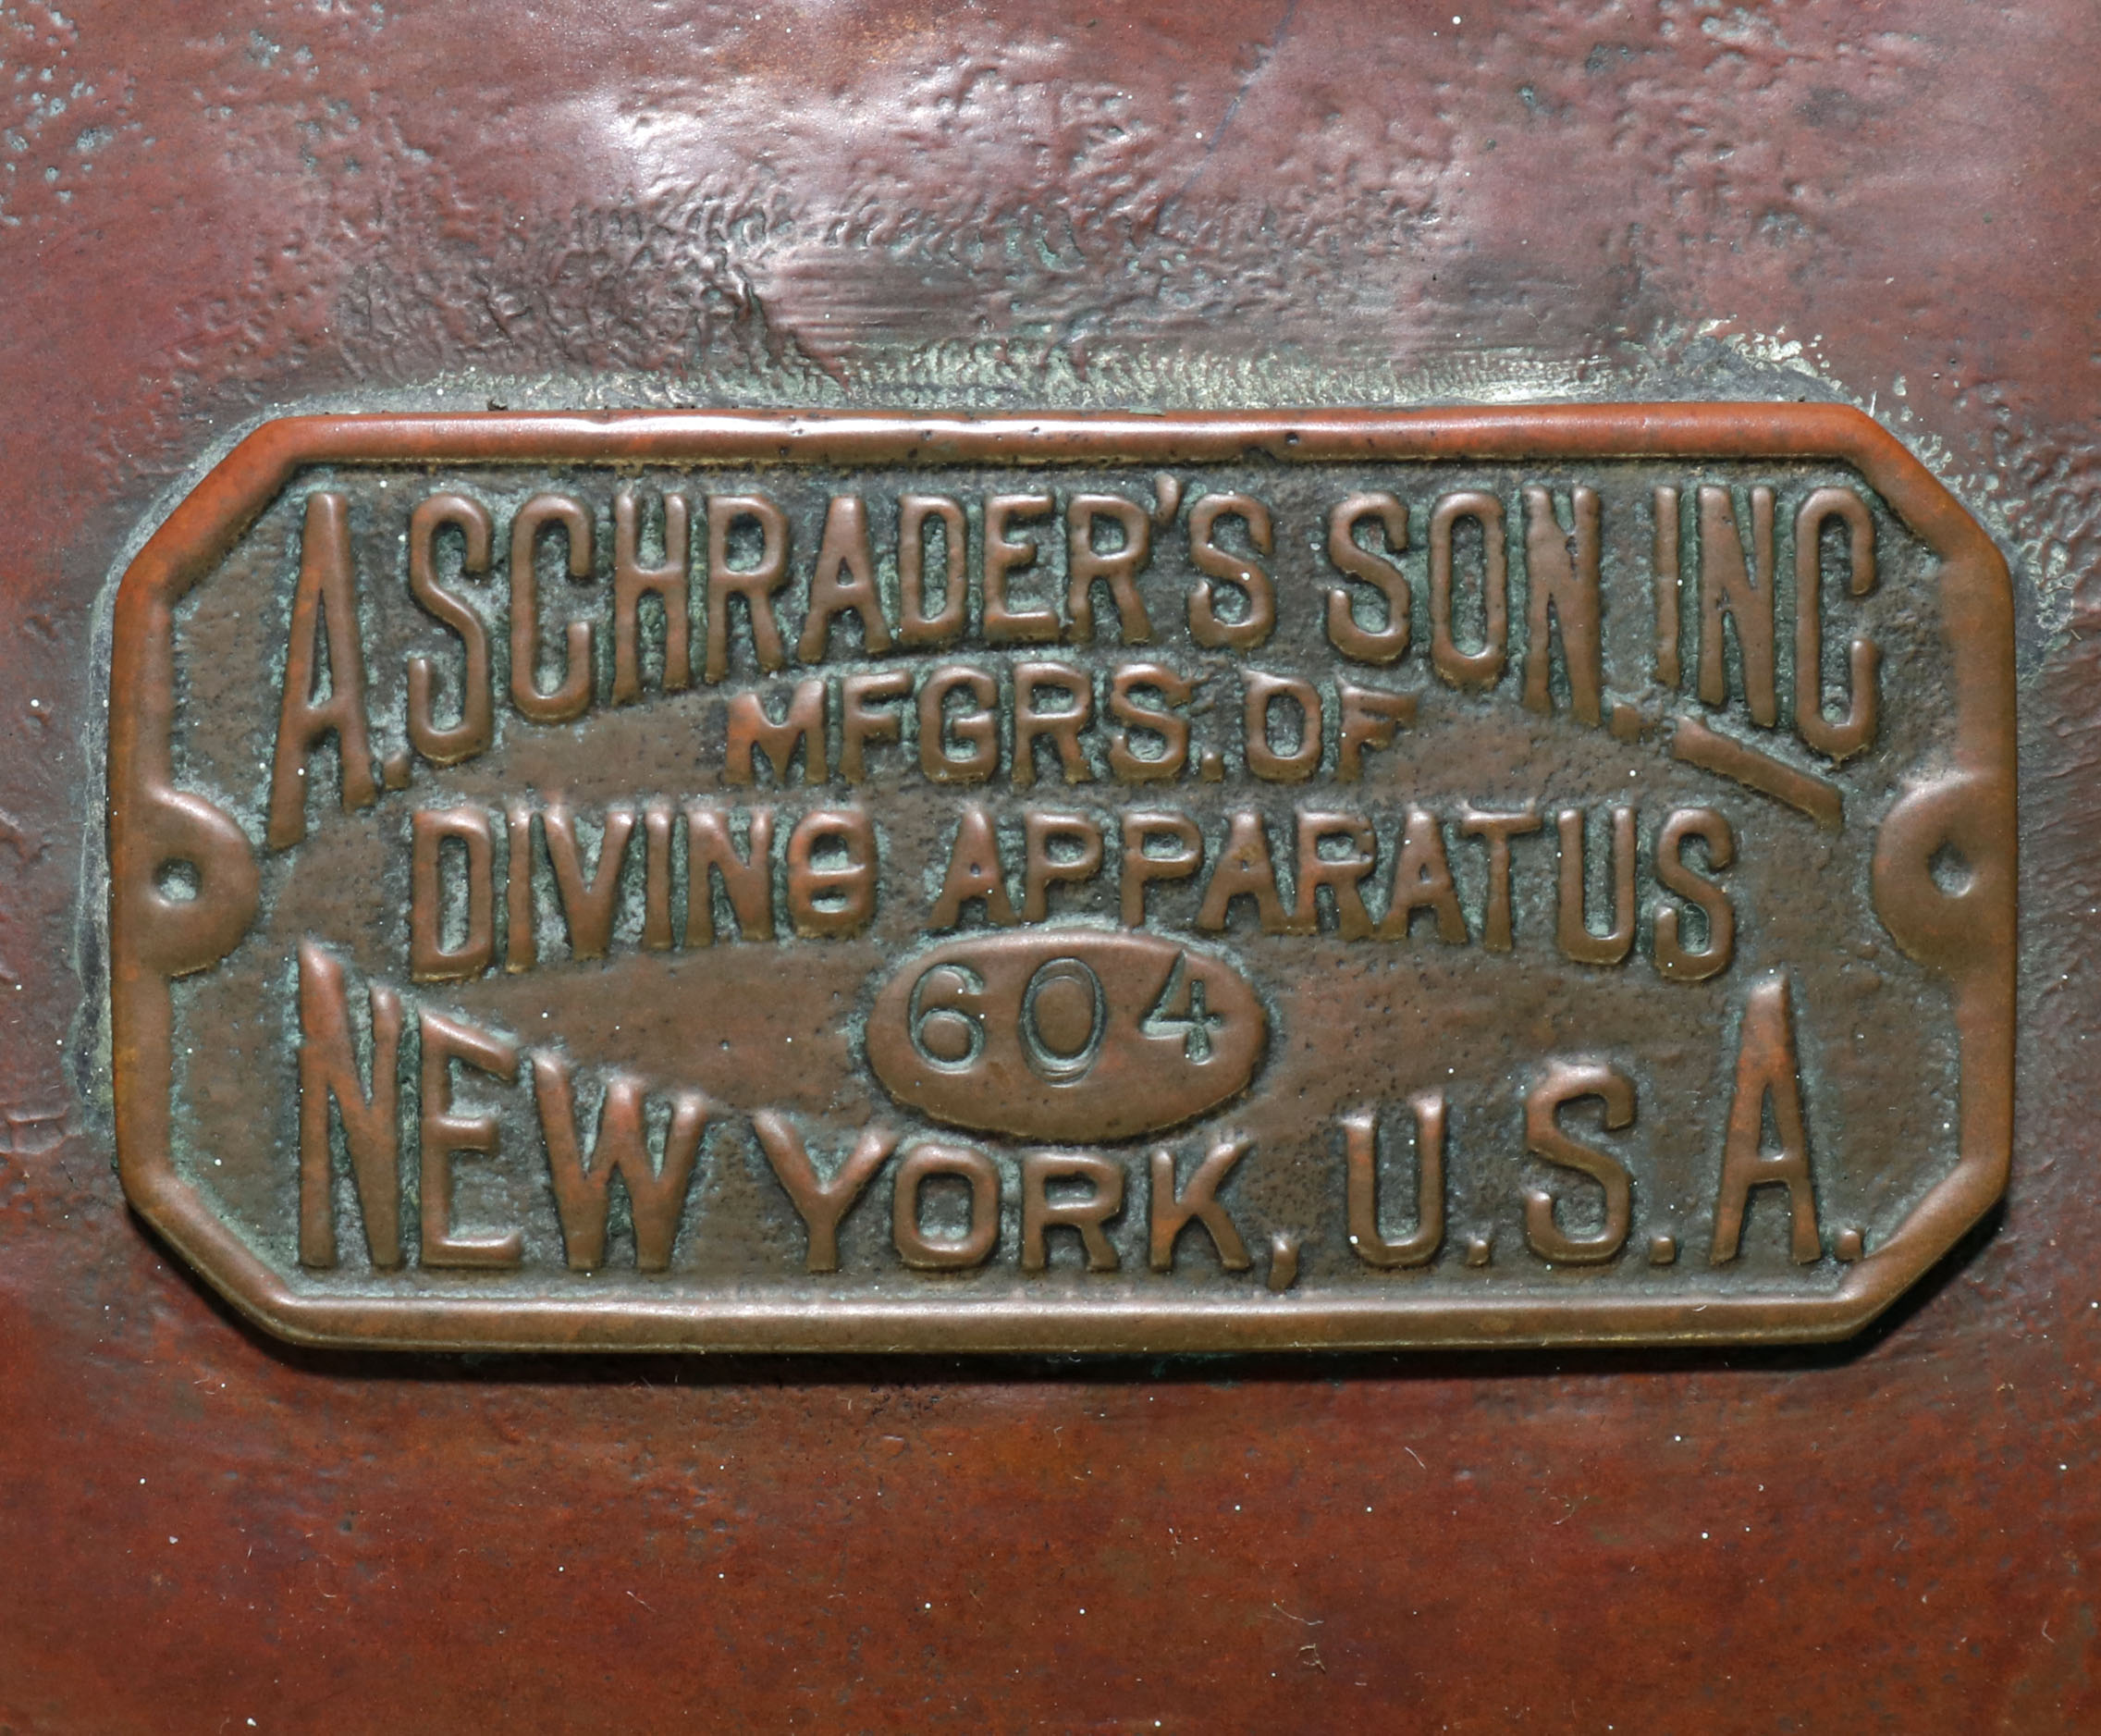 A. SCHRADER'S SON, INC
MFGRS. OF
DIVING APPARATUS
604
NEW YORK, U.S.A.